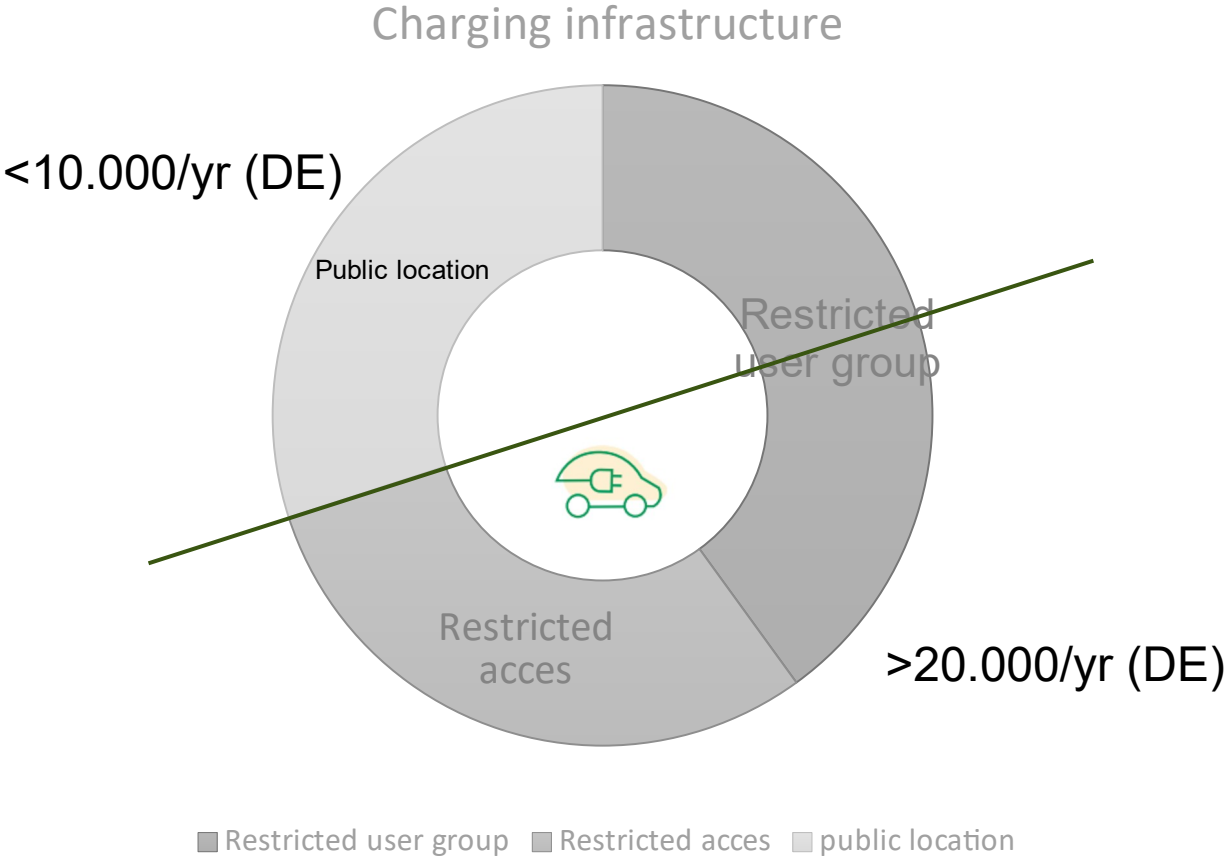 Charging infrastructure
<10.000/yr (DE)
Public location
Restricted
user group
Restricted
acces
>20.000/yr (DE)
Restricted user group
Restricted acces
public location